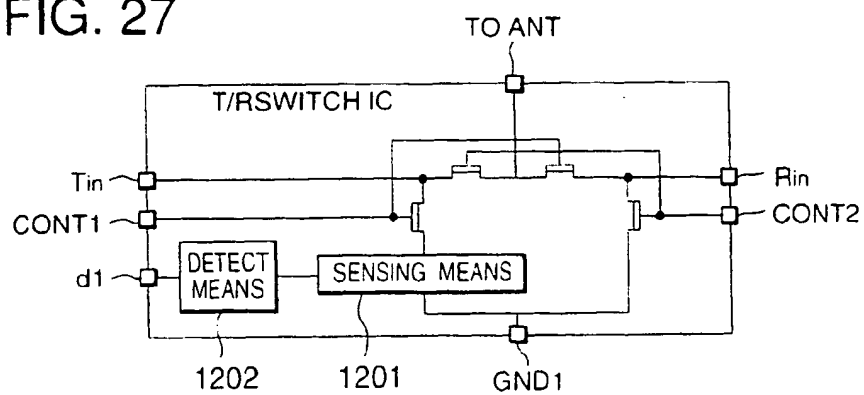 FIG. 27
TO ANT
T/RSWITCH IC
Tin
Rin
CONT1
CONT2
d1
DETECT
MEANS
SENSING MEANS
1202
1201
GND1